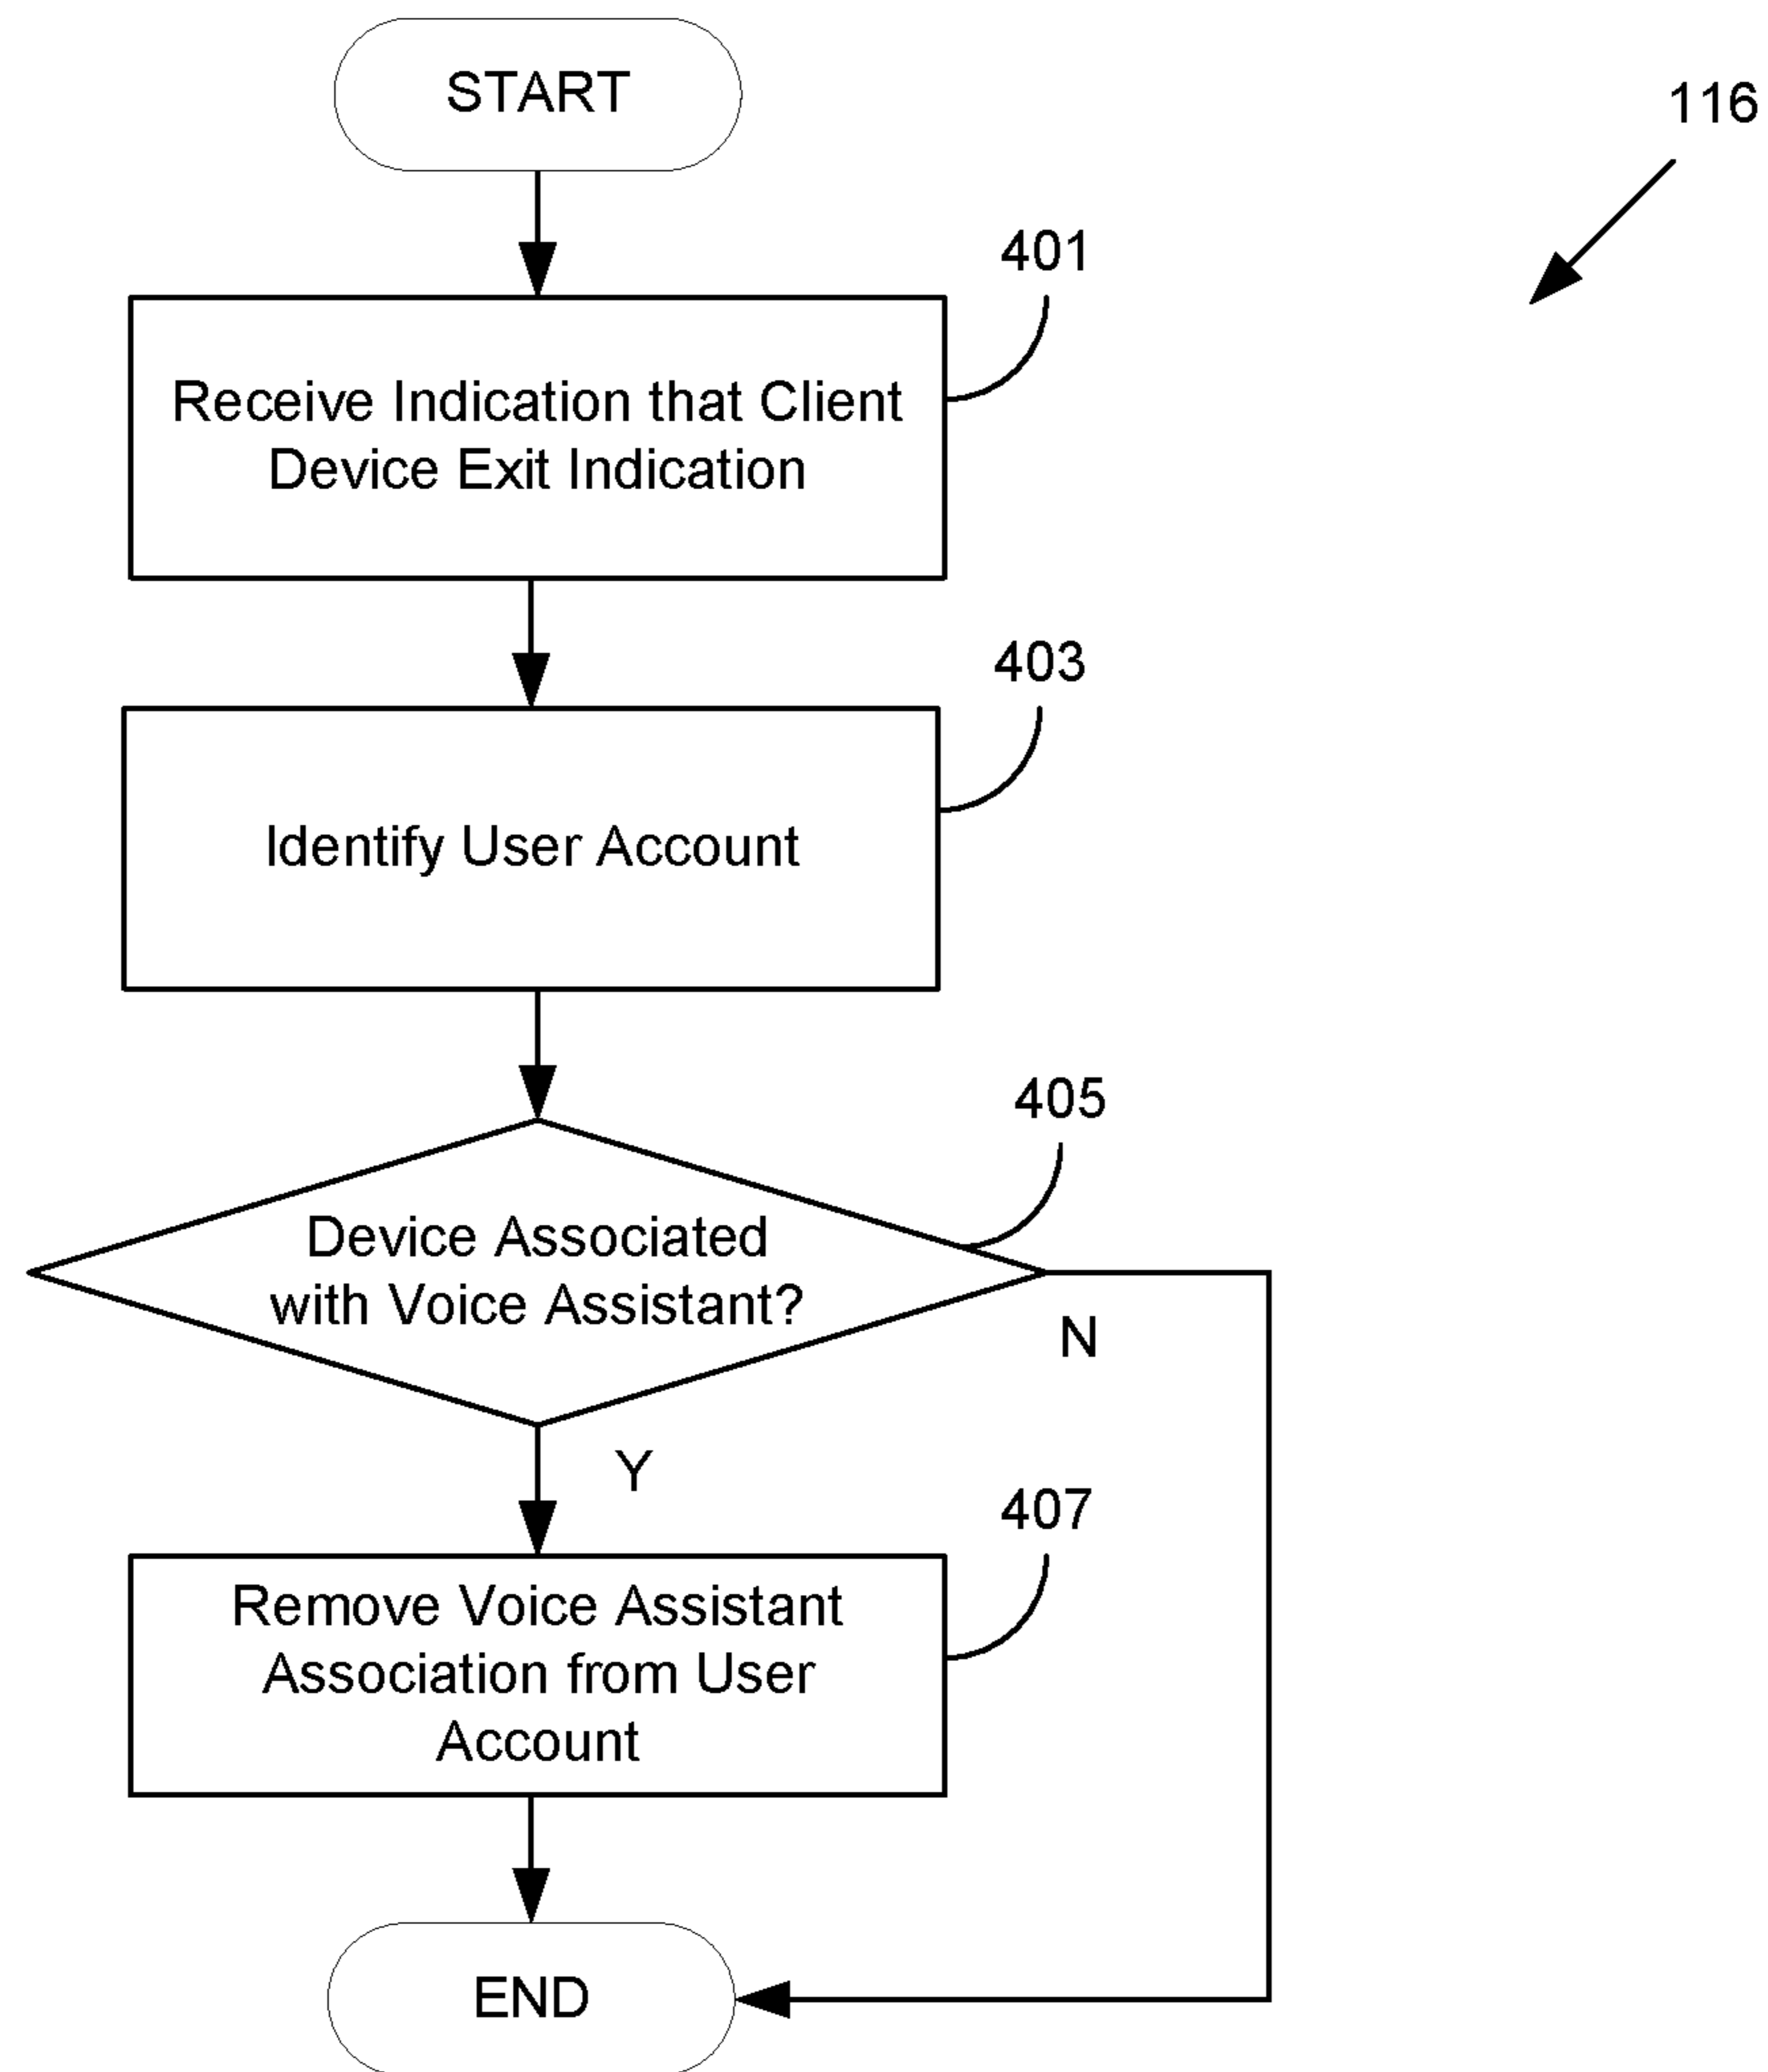 START
116
401
Receive Indication that Client
Device Exit Indication
403
Identify User Account
405
Device Associated
with Voice Assistant?
N
Y
407
Remove Voice Assistant
Association from User
Account
END